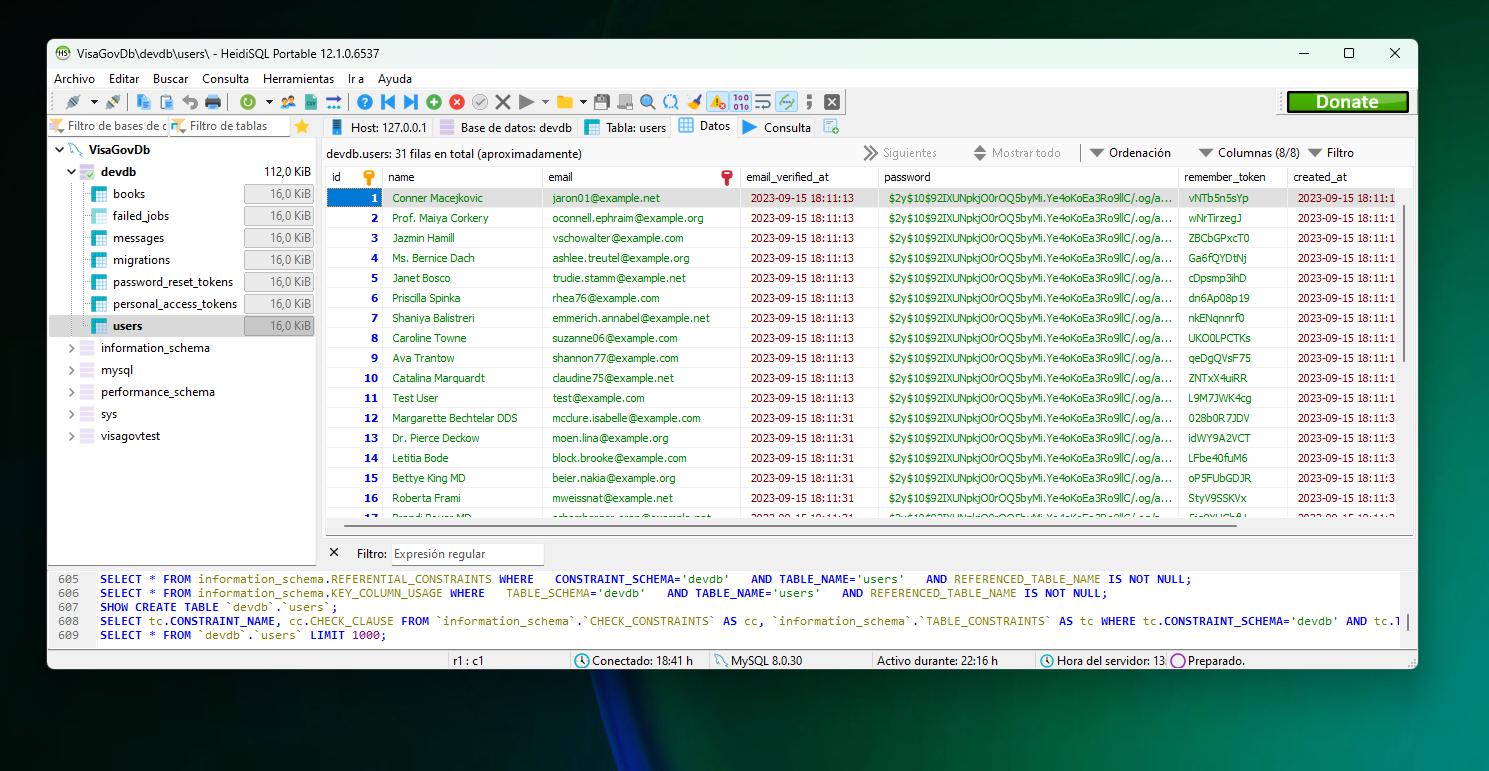 VisaGovDb\devdb\users\ - HeidiSQL Portable 12.1.0.6537
Archivo Editar Buscar Consulta Herramientas Ir a Ayuda
Donate
Filtro de bases de c Filtro de tablas
Host: 127.0.0.1 Base de datos: devdb Tabla: users Datos Consulta
VisaGovDb
devdb 112,0 KiB
books 16,0 KiB
failed_jobs 16,0 KiB
messages 16,0 KiB
migrations 16,0 KiB
password_reset_tokens 16,0 KiB
personal_access_tokens 16,0 KiB
users 16,0 KiB
information_schema
mysql
performance_schema
sys
visagovtest
devdb.users: 31 filas en total (aproximadamente) Siguientes Mostrar todo Ordenación Columnas (8/8) Filtro
id name email email_verified_at password remember_token created_at
1 Conner Macejkovic jaron01@example.net 2023-09-15 18:11:13 $2y$10$92IXUNpkjO0rOQ5byMi.Ye4oKoEa3Ro9llC/.og/a... vNTb5n5sYp 2023-09-15 18:11:1
2 Prof. Maiya Corkery oconnell.ephraim@example.org 2023-09-15 18:11:13 $2y$10$92IXUNpkjO0rOQ5byMi.Ye4oKoEa3Ro9llC/.og/a... wNrTirzegJ 2023-09-15 18:11:1
3 Jazmin Hamill vschowalter@example.com 2023-09-15 18:11:13 $2y$10$92IXUNpkjO0rOQ5byMi.Ye4oKoEa3Ro9llC/.og/a... ZBCbGPxcT0 2023-09-15 18:11:1
4 Ms. Bernice Dach ashlee.treutel@example.org 2023-09-15 18:11:13 $2y$10$92IXUNpkjO0rOQ5byMi.Ye4oKoEa3Ro9llC/.og/a... Ga6fQYDtNj 2023-09-15 18:11:1
5 Janet Bosco trudie.stamm@example.net 2023-09-15 18:11:13 $2y$10$92IXUNpkjO0rOQ5byMi.Ye4oKoEa3Ro9llC/.og/a... cDpsmp3ihD 2023-09-15 18:11:1
6 Priscilla Spinka rhea76@example.com 2023-09-15 18:11:13 $2y$10$92IXUNpkjO0rOQ5byMi.Ye4oKoEa3Ro9llC/.og/a... dn6Ap08p19 2023-09-15 18:11:1
7 Shaniya Balistreri emmerich.annabel@example.net 2023-09-15 18:11:13 $2y$10$92IXUNpkjO0rOQ5byMi.Ye4oKoEa3Ro9llC/.og/a... nkENqnnrf0 2023-09-15 18:11:1
8 Caroline Towne suzanne06@example.com 2023-09-15 18:11:13 $2y$10$92IXUNpkjO0rOQ5byMi.Ye4oKoEa3Ro9llC/.og/a... UKO0LPCTKs 2023-09-15 18:11:1
9 Ava Trantow shannon77@example.com 2023-09-15 18:11:13 $2y$10$92IXUNpkjO0rOQ5byMi.Ye4oKoEa3Ro9llC/.og/a... qeDgQVsF75 2023-09-15 18:11:1
10 Catalina Marquardt claudine75@example.net 2023-09-15 18:11:13 $2y$10$92IXUNpkjO0rOQ5byMi.Ye4oKoEa3Ro9llC/.og/a... ZNTxX4uiRR 2023-09-15 18:11:1
11 Test User test@example.com 2023-09-15 18:11:13 $2y$10$92IXUNpkjO0rOQ5byMi.Ye4oKoEa3Ro9llC/.og/a... L9M7JWK4cg 2023-09-15 18:11:1
12 Margarette Bechtelar DDS mcclure.isabelle@example.com 2023-09-15 18:11:31 $2y$10$92IXUNpkjO0rOQ5byMi.Ye4oKoEa3Ro9llC/.og/a... 028b0R7JDV 2023-09-15 18:11:3
13 Dr. Pierce Deckow moen.lina@example.org 2023-09-15 18:11:31 $2y$10$92IXUNpkjO0rOQ5byMi.Ye4oKoEa3Ro9llC/.og/a... idWY9A2VCT 2023-09-15 18:11:3
14 Letitia Bode block.brooke@example.com 2023-09-15 18:11:31 $2y$10$92IXUNpkjO0rOQ5byMi.Ye4oKoEa3Ro9llC/.og/a... LFbe40fuM6 2023-09-15 18:11:3
15 Bettye King MD beier.nakia@example.org 2023-09-15 18:11:31 $2y$10$92IXUNpkjO0rOQ5byMi.Ye4oKoEa3Ro9llC/.og/a... oP5FUbGDJR 2023-09-15 18:11:3
16 Roberta Frami mweissnat@example.net 2023-09-15 18:11:31 $2y$10$92IXUNpkjO0rOQ5byMi.Ye4oKoEa3Ro9llC/.og/a... StyV9SSKVx 2023-09-15 18:11:3
Filtro: Expresión regular
605 SELECT * FROM information_schema.REFERENTIAL_CONSTRAINTS WHERE CONSTRAINT_SCHEMA='devdb' AND TABLE_NAME='users' AND REFERENCED_TABLE_NAME IS NOT NULL;
606 SELECT * FROM information_schema.KEY_COLUMN_USAGE WHERE TABLE_SCHEMA='devdb' AND TABLE_NAME='users' AND REFERENCED_TABLE_NAME IS NOT NULL;
607 SHOW CREATE TABLE `devdb`.`users`;
608 SELECT tc.CONSTRAINT_NAME, cc.CHECK_CLAUSE FROM `information_schema`.`CHECK_CONSTRAINTS` AS cc, `information_schema`.`TABLE_CONSTRAINTS` AS tc WHERE tc.CONSTRAINT_SCHEMA='devdb' AND tc.T
609 SELECT * FROM `devdb`.`users` LIMIT 1000;
r1 : c1 Conectado: 18:41 h MySQL 8.0.30 Activo durante: 22:16 h Hora del servidor: 13 Preparado.